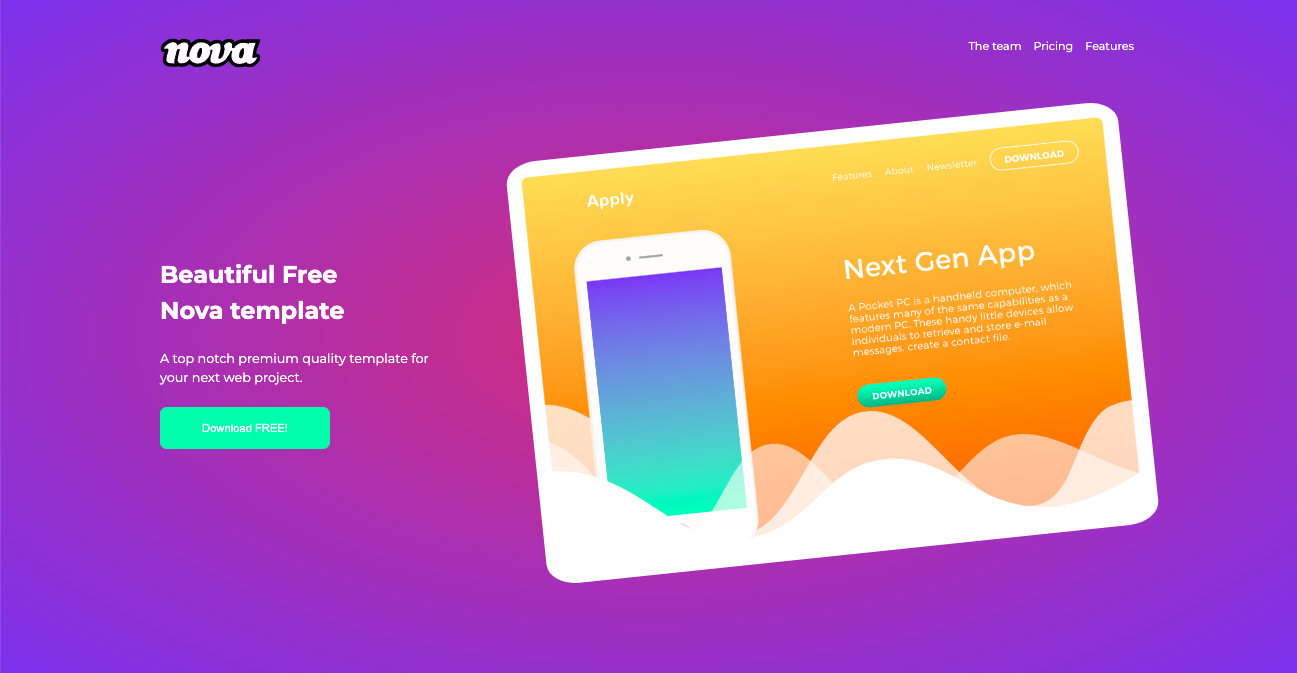 nova
The team Pricing Features
Features About Newsletter DOWNLOAD
Apply
Beautiful Free
Nova template
A top notch premium quality template for
your next web project.
Download FREE!
Next Gen App
A Pocket PC is a handheld computer, which
features many of the same capabilities as a
modern PC. These handy little devices allow
individuals to retrieve and store e-mail
messages, create a contact file.
DOWNLOAD